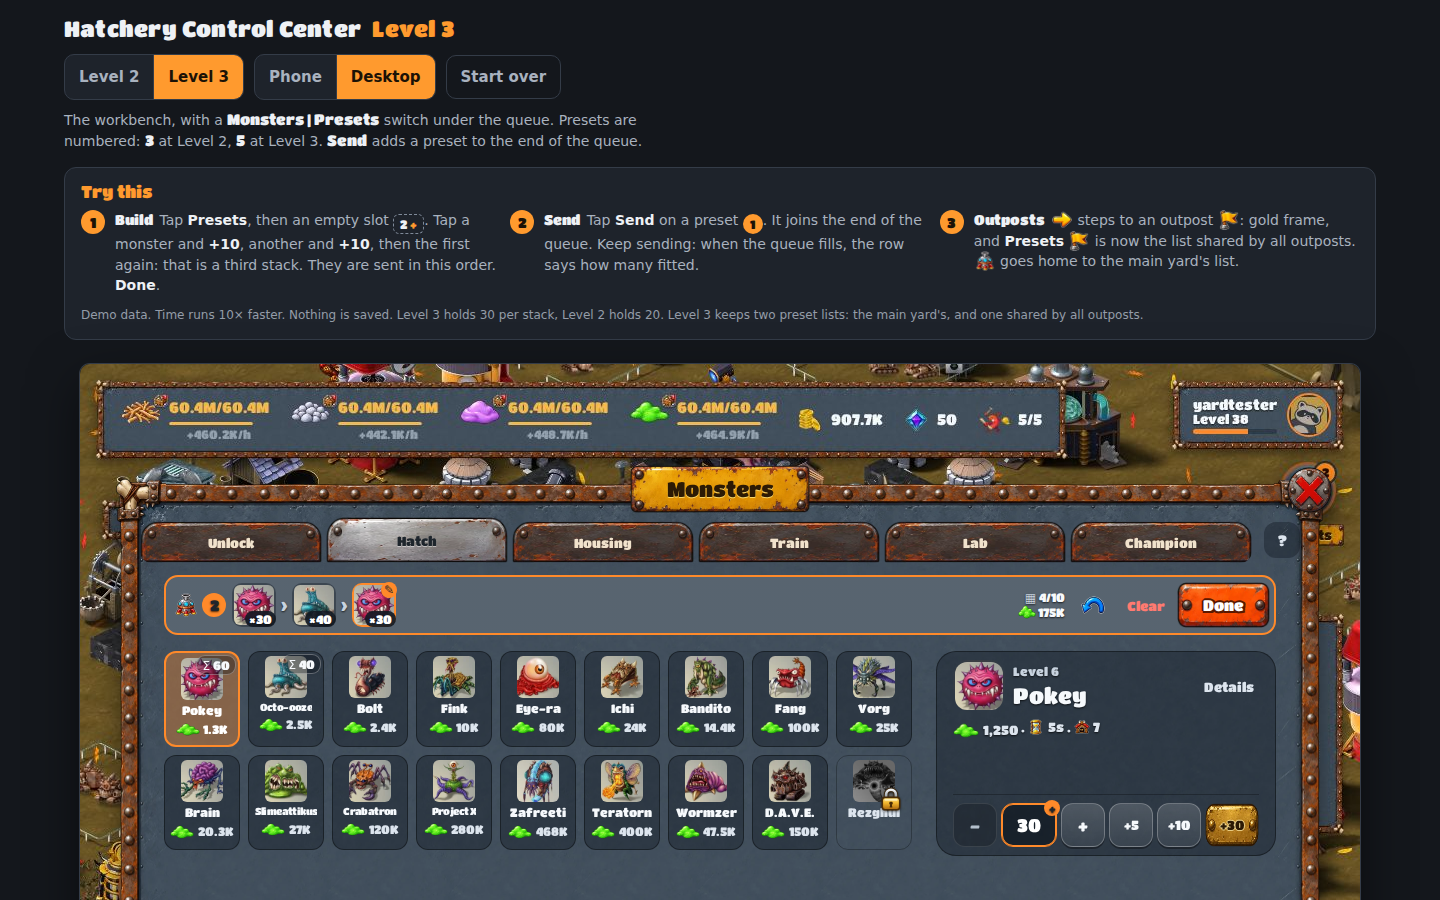 Hatchery Control Center Level 3
Level 2 Level 3 Phone Desktop Start over
The workbench, with a Monsters|Presets switch under the queue. Presets are
numbered: 3 at Level 2, 5 at Level 3. Send adds a preset to the end of the queue.
Try this
1 Build Tap Presets, then an empty slot 2 +. Tap a
monster and +10, another and +10, then the first
again: that is a third stack. They are sent in this order.
Done.
2 Send Tap Send on a preset 1. It joins the end of the
queue. Keep sending: when the queue fills, the row
says how many fitted.
3 Outposts steps to an outpost : gold frame,
and Presets is now the list shared by all outposts.
goes home to the main yard's list.
Demo data. Time runs 10× faster. Nothing is saved. Level 3 holds 30 per stack, Level 2 holds 20. Level 3 keeps two preset lists: the main yard's, and one shared by all outposts.
60.4M/60.4M 60.4M/60.4M 60.4M/60.4M 60.4M/60.4M 907.7K 50 5/5
+460.2K/h +442.1K/h +448.7K/h +464.9K/h
yardtester
Level 36
Monsters
Unlock Hatch Housing Train Lab Champion ?
2 ×30 › ×40 › ×30
4/10
175K
Clear Done
Σ 60 Σ 40
Pokey Octo-ooze Bolt Fink Eye-ra Ichi Bandito Fang Vorg
1.3K 2.5K 2.4K 10K 80K 24K 14.4K 100K 25K
Brain Slimeattikus Crabatron Project X Zafreeti Teratorn Wormzer D.A.V.E. Rezghul
20.3K 27K 120K 280K 468K 400K 47.5K 150K
Level 6
Pokey
Details
1,250 · 5s · 7
− 30 + +5 +10 +30